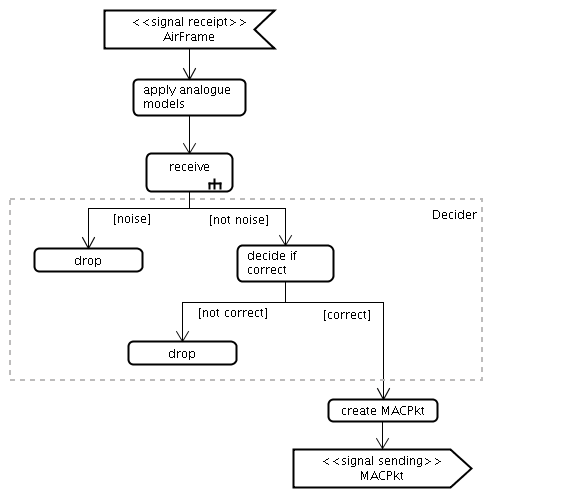 <<signal receipt>>
AirFrame
apply analogue
models
receive
Decider
[noise]
[not noise]
drop
decide if
correct
[not correct]
[correct]
drop
create MACPkt
<<signal sending>>
MACPkt